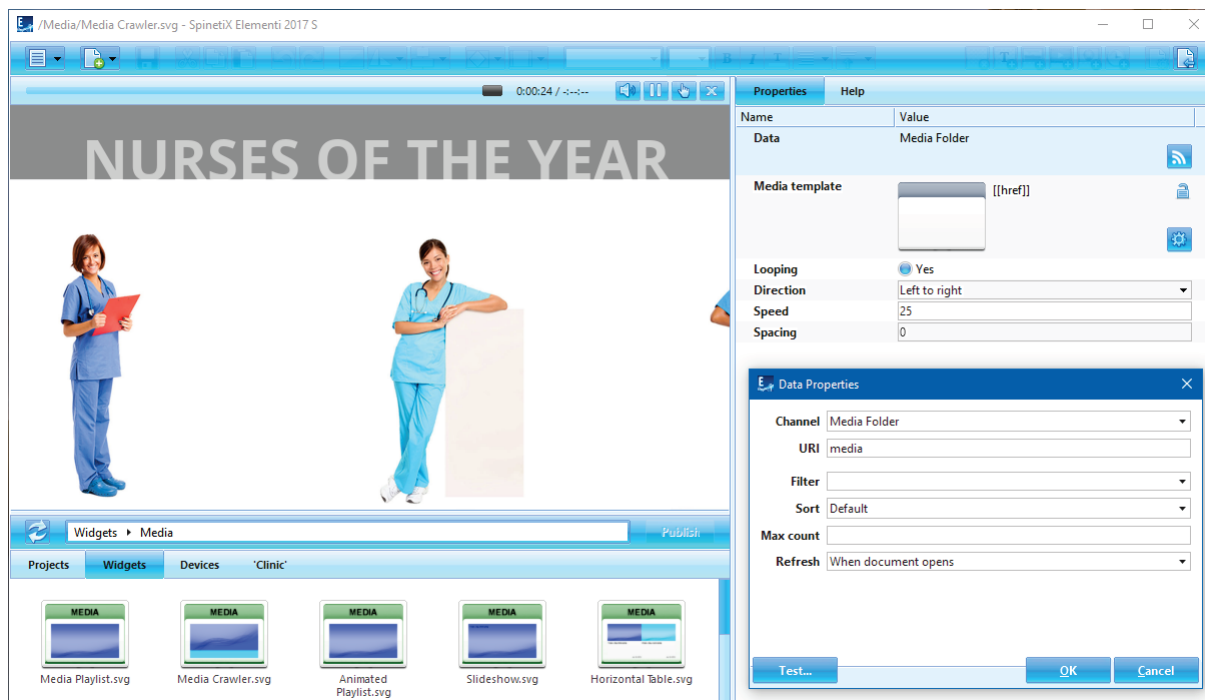 /Media/Media Crawler.svg - SpinetiX Elementi 2017 S
0:00:24 / -:--:--
NURSES OF THE YEAR
Properties Help
Name Value
Data Media Folder
Media template [[href]]
Looping Yes
Direction Left to right
Speed 25
Spacing 0
Data Properties
Channel Media Folder
URI media
Filter
Sort Default
Max count
Refresh When document opens
Test... OK Cancel
Widgets Media Publish
Projects Widgets Devices 'Clinic'
MEDIA MEDIA MEDIA MEDIA MEDIA
Media Playlist.svg Media Crawler.svg Animated Slideshow.svg Horizontal Table.svg
Playlist.svg